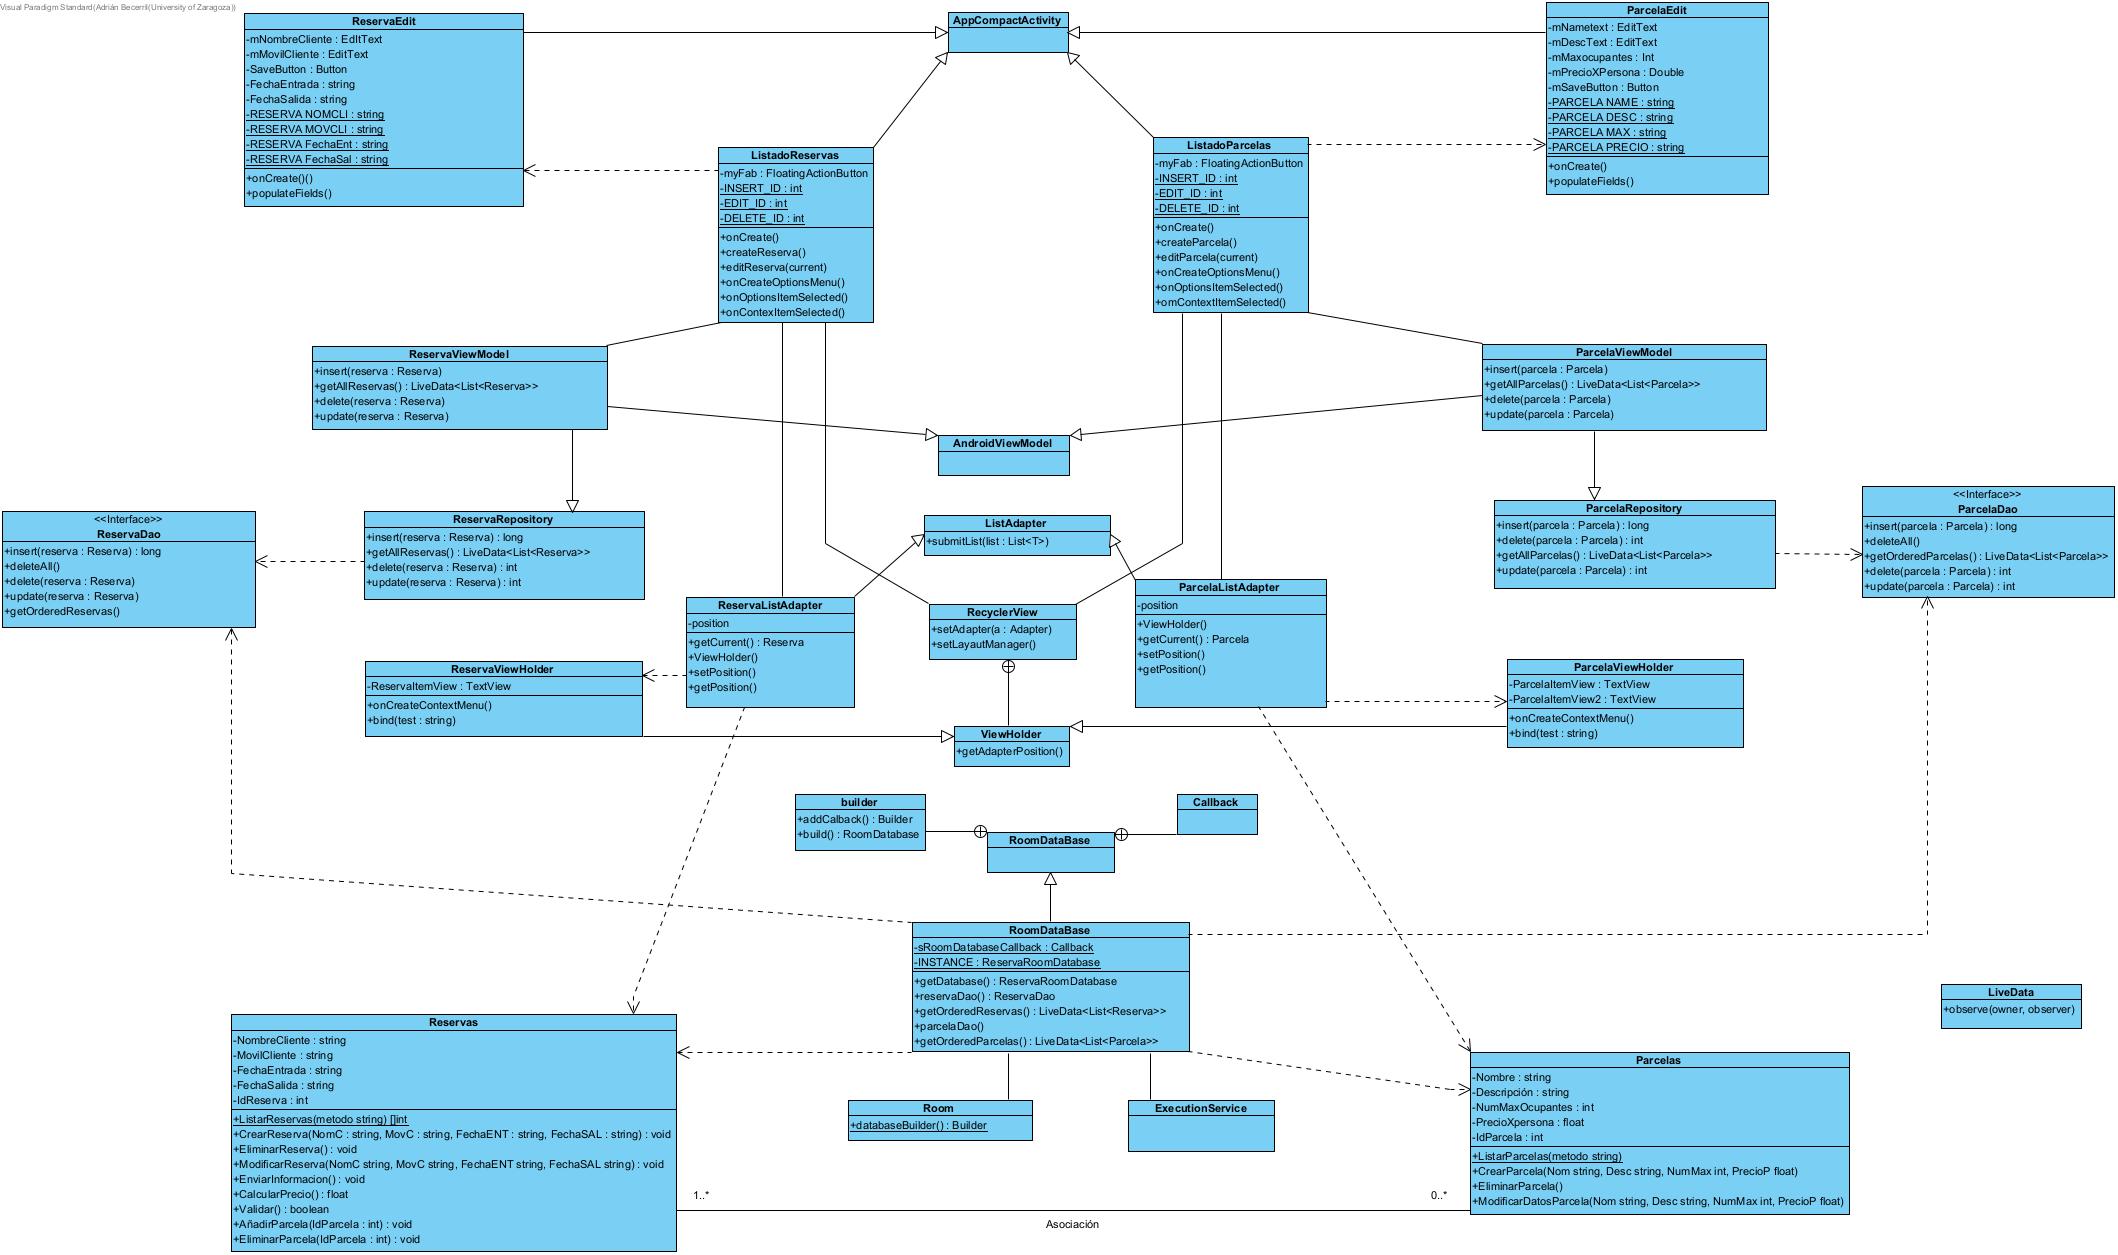 Visual Paradigm Standard(Adrián Becerril(University of Zaragoza))
ReservaEdit
-mNombreCliente : EdItText
-mMovilCliente : EditText
-SaveButton : Button
-FechaEntrada : string
-FechaSalida : string
-RESERVA NOMCLI : string
-RESERVA MOVCLI : string
-RESERVA FechaEnt : string
-RESERVA FechaSal : string
+onCreate()()
+populateFields()
AppCompactActivity
ParcelaEdit
-mNametext : EditText
-mDescText : EditText
-mMaxocupantes : Int
-mPrecioXPersona : Double
-mSaveButton : Button
-PARCELA NAME : string
-PARCELA DESC : string
-PARCELA MAX : string
-PARCELA PRECIO : string
+onCreate()
+populateFields()
ListadoReservas
-myFab : FloatingActionButton
-INSERT_ID : int
-EDIT_ID : int
-DELETE_ID : int
+onCreate()
+createReserva()
+editReserva(current)
+onCreateOptionsMenu()
+onOptionsItemSelected()
+onContexItemSelected()
ListadoParcelas
-myFab : FloatingActionButton
-INSERT_ID : int
-EDIT_ID : int
-DELETE_ID : int
+onCreate()
+createParcela()
+editParcela(current)
+onCreateOptionsMenu()
+onOptionsItemSelected()
+omContextItemSelected()
ReservaViewModel
+insert(reserva : Reserva)
+getAllReservas() : LiveData<List<Reserva>>
+delete(reserva : Reserva)
+update(reserva : Reserva)
ParcelaViewModel
+insert(parcela : Parcela)
+getAllParcelas() : LiveData<List<Parcela>>
+delete(parcela : Parcela)
+update(parcela : Parcela)
AndroidViewModel
<<Interface>>
ReservaDao
+insert(reserva : Reserva) : long
+deleteAll()
+delete(reserva : Reserva)
+update(reserva : Reserva)
+getOrderedReservas()
ReservaRepository
+insert(reserva : Reserva) : long
+getAllReservas() : LiveData<List<Reserva>>
+delete(reserva : Reserva) : int
+update(reserva : Reserva) : int
ListAdapter
+submitList(list : List<T>)
ParcelaRepository
+insert(parcela : Parcela) : long
+delete(parcela : Parcela) : int
+getAllParcelas() : LiveData<List<Parcela>>
+update(parcela : Parcela) : int
<<Interface>>
ParcelaDao
+insert(parcela : Parcela) : long
+deleteAll()
+getOrderedParcelas() : LiveData<List<Parcela>>
+delete(parcela : Parcela) : int
+update(parcela : Parcela) : int
ReservaListAdapter
-position
+getCurrent() : Reserva
+ViewHolder()
+setPosition()
+getPosition()
RecyclerView
+setAdapter(a : Adapter)
+setLayautManager()
ParcelaListAdapter
-position
+ViewHolder()
+getCurrent() : Parcela
+setPosition()
+getPosition()
ReservaViewHolder
-ReservaItemView : TextView
+onCreateContextMenu()
+bind(test : string)
ParcelaViewHolder
-ParcelaItemView : TextView
-ParcelaItemView2 : TextView
+onCreateContextMenu()
+bind(test : string)
ViewHolder
+getAdapterPosition()
builder
+addCalback() : Builder
+build() : RoomDatabase
Callback
RoomDataBase
RoomDataBase
-sRoomDatabaseCallback : Callback
-INSTANCE : ReservaRoomDatabase
+getDatabase() : ReservaRoomDatabase
+reservaDao() : ReservaDao
+getOrderedReservas() : LiveData<List<Reserva>>
+parcelaDao()
+getOrderedParcelas() : LiveData<List<Parcela>>
LiveData
+observe(owner, observer)
Reservas
-NombreCliente : string
-MovilCliente : string
-FechaEntrada : string
-FechaSalida : string
-IdReserva : int
+ListarReservas(metodo string) []int
+CrearReserva(NomC : string, MovC : string, FechaENT : string, FechaSAL : string) : void
+EliminarReserva() : void
+ModificarReserva(NomC string, MovC string, FechaENT string, FechaSAL string) : void
+EnviarInformacion() : void
+CalcularPrecio() : float
+Validar() : boolean
+AñadirParcela(IdParcela : int) : void
+EliminarParcela(IdParcela : int) : void
Room
+databaseBuilder() : Builder
ExecutionService
Parcelas
-Nombre : string
-Descripción : string
-NumMaxOcupantes : int
-PrecioXpersona : float
-IdParcela : int
+ListarParcelas(metodo string)
+CrearParcela(Nom string, Desc string, NumMax int, PrecioP float)
+EliminarParcela()
+ModificarDatosParcela(Nom string, Desc string, NumMax int, PrecioP float)
1..*
0..*
Asociación